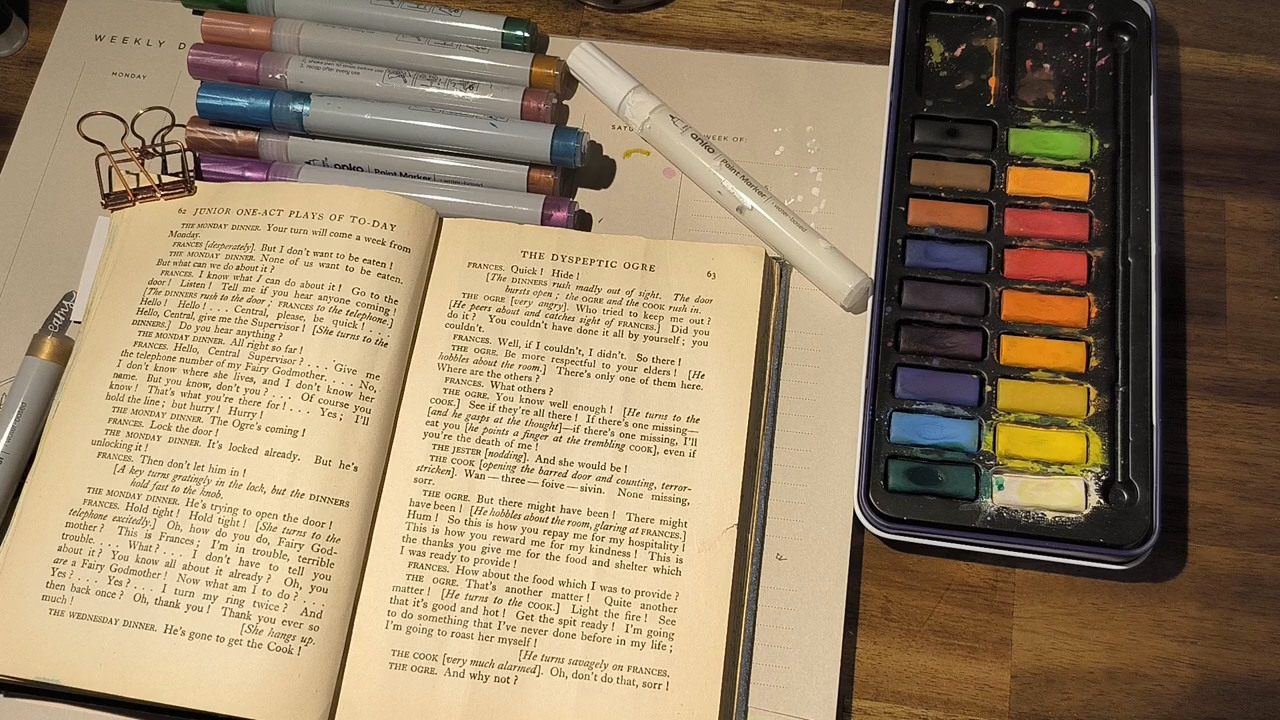 WEEKLY D
MONDAY
SATU
WEEK OF:
anko Paint Marker water-based
anko Paint Marker water-based
62 JUNIOR ONE-ACT PLAYS OF TO-DAY
THE MONDAY DINNER. Your turn will come a week from
Monday.
FRANCES [desperately]. But I don't want to be eaten!
THE MONDAY DINNER. None of us want to be eaten.
But what can we do about it?
FRANCES. I know what I can do about it! Go to the
door! Listen! Tell me if you hear anyone coming!
[The DINNERS rush to the door; FRANCES to the telephone.]
Hello! Hello! . . . Central, please, be quick! . . .
Hello, Central, give me the Supervisor! [She turns to the
DINNERS.] Do you hear anything?
THE MONDAY DINNER. All right so far!
FRANCES. Hello, Central Supervisor? . . . Give me
the telephone number of my Fairy Godmother. . . . No,
I don't know where she lives, and I don't know her
name. But you know, don't you? . . . Of course you
know! That's what you're there for! . . . Yes; I'll
hold the line; but hurry! Hurry!
THE MONDAY DINNER. The Ogre's coming!
FRANCES. Lock the door!
THE MONDAY DINNER. It's locked already. But he's
unlocking it!
FRANCES. Then don't let him in!
[A key turns gratingly in the lock, but the DINNERS
hold fast to the knob.
THE MONDAY DINNER. He's trying to open the door!
FRANCES. Hold tight! Hold tight! [She turns to the
telephone excitedly.] Oh, how do you do, Fairy God-
mother? This is Frances; I'm in trouble, terrible
trouble. . . . What? . . . I don't have to tell you
about it? You know all about it already? Oh, you
are a Fairy Godmother! Now what am I to do? . . .
Yes? . . . Yes? . . . I turn my ring twice? And
then back once? Oh, thank you! Thank you ever so
much!
[She hangs up.
THE WEDNESDAY DINNER. He's gone to get the Cook!
THE DYSPEPTIC OGRE 63
FRANCES. Quick! Hide!
[The DINNERS rush madly out of sight. The door
bursts open; the OGRE and the COOK rush in.
THE OGRE [very angry]. Who tried to keep me out?
[He peers about and catches sight of FRANCES.] Did you
do it? You couldn't have done it all by yourself; you
couldn't.
FRANCES. Well, if I couldn't, I didn't. So there!
THE OGRE. Be more respectful to your elders! [He
hobbles about the room.] There's only one of them here.
Where are the others?
FRANCES. What others?
THE OGRE. You know well enough! [He turns to the
COOK.] See if they're all there! If there's one missing—
[and he gasps at the thought]—if there's one missing, I'll
eat you [he points a finger at the trembling COOK], even if
you're the death of me!
THE JESTER [nodding]. And she would be!
THE COOK [opening the barred door and counting, terror-
stricken]. Wan — three — foive — sivin. None missing,
sorr.
THE OGRE. But there might have been! There might
have been! [He hobbles about the room, glaring at FRANCES.]
Hum! So this is how you repay me for my hospitality!
This is how you reward me for my kindness! This is
the thanks you give me for the food and shelter which
I was ready to provide!
FRANCES. How about the food which I was to provide?
THE OGRE. That's another matter! Quite another
matter! [He turns to the COOK.] Light the fire! See
that it's good and hot! Get the spit ready! I'm going
to do something that I've never done before in my life;
I'm going to roast her myself!
[He turns savagely on FRANCES.
THE COOK [very much alarmed]. Oh, don't do that, sorr!
THE OGRE. And why not?